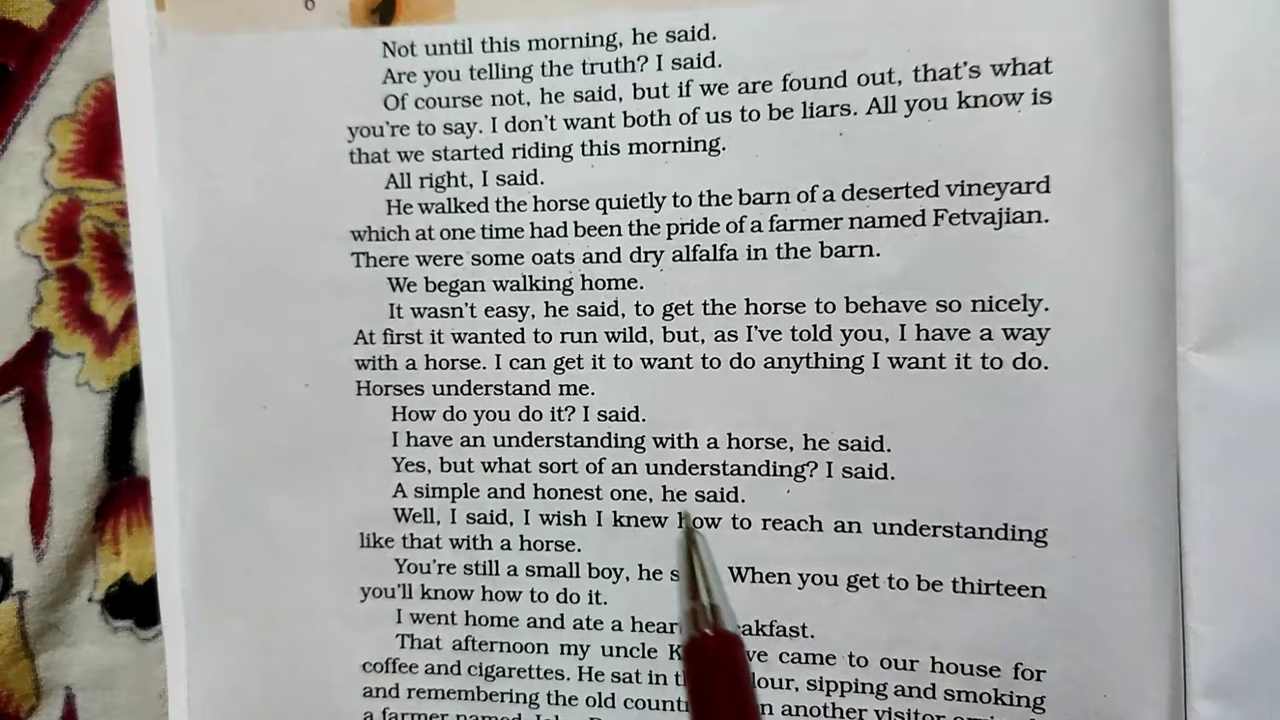 6
Not until this morning, he said.
Are you telling the truth? I said.
Of course not, he said, but if we are found out, that's what
you're to say. I don't want both of us to be liars. All you know is
that we started riding this morning.
All right, I said.
He walked the horse quietly to the barn of a deserted vineyard
which at one time had been the pride of a farmer named Fetvajian.
There were some oats and dry alfalfa in the barn.
We began walking home.
It wasn't easy, he said, to get the horse to behave so nicely.
At first it wanted to run wild, but, as I've told you, I have a way
with a horse. I can get it to want to do anything I want it to do.
Horses understand me.
How do you do it? I said.
I have an understanding with a horse, he said.
Yes, but what sort of an understanding? I said.
A simple and honest one, he said.
Well, I said, I wish I knew how to reach an understanding
like that with a horse.
You're still a small boy, he When you get to be thirteen
you'll know how to do it.
I went home and ate a
That afternoon my uncle came to our house for
coffee and cigarettes. He sat in sipping and smoking
and remembering the old another visitor
a farmer named